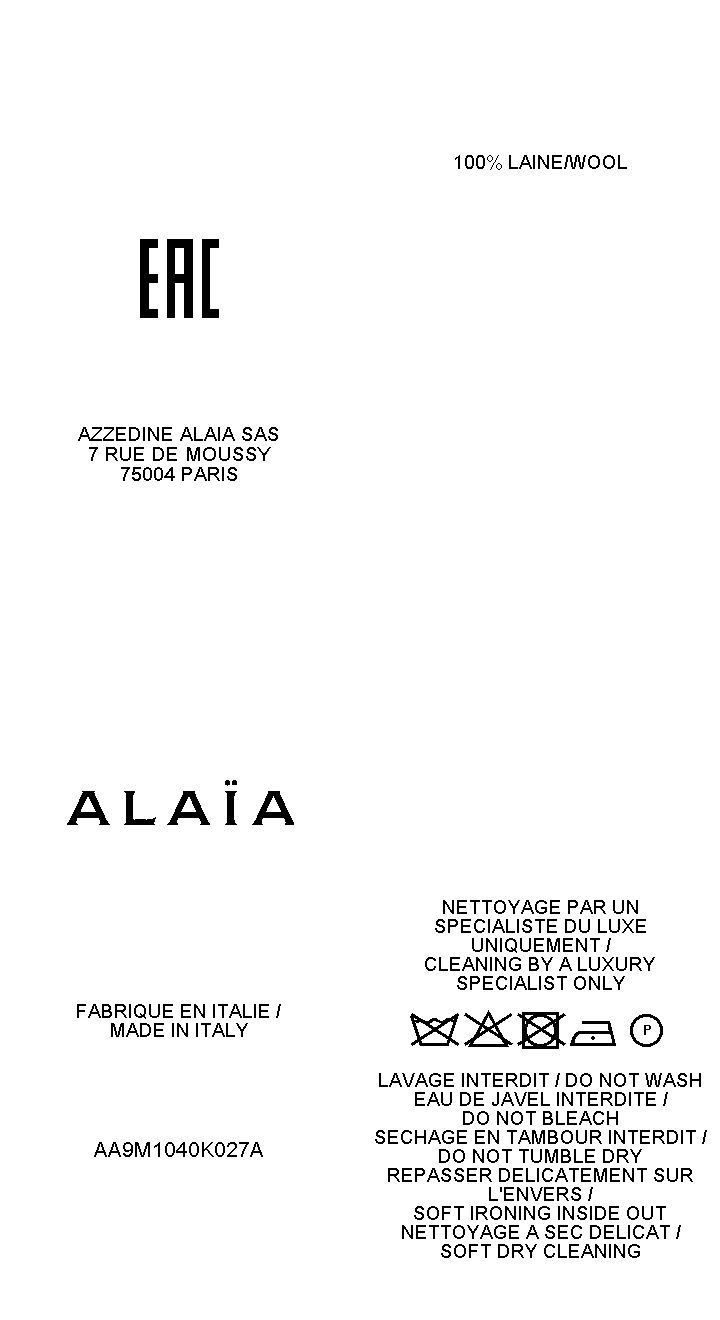 EAC
AZZEDINE ALAIA SAS
7 RUE DE MOUSSY
75004 PARIS
ALAÏA
FABRIQUE EN ITALIE /
MADE IN ITALY
AA9M1040K027A
100% LAINE/WOOL
NETTOYAGE PAR UN
SPECIALISTE DU LUXE
UNIQUEMENT /
CLEANING BY A LUXURY
SPECIALIST ONLY
P
LAVAGE INTERDIT / DO NOT WASH
EAU DE JAVEL INTERDITE /
DO NOT BLEACH
SECHAGE EN TAMBOUR INTERDIT /
DO NOT TUMBLE DRY
REPASSER DELICATEMENT SUR
L'ENVERS /
SOFT IRONING INSIDE OUT
NETTOYAGE A SEC DELICAT /
SOFT DRY CLEANING